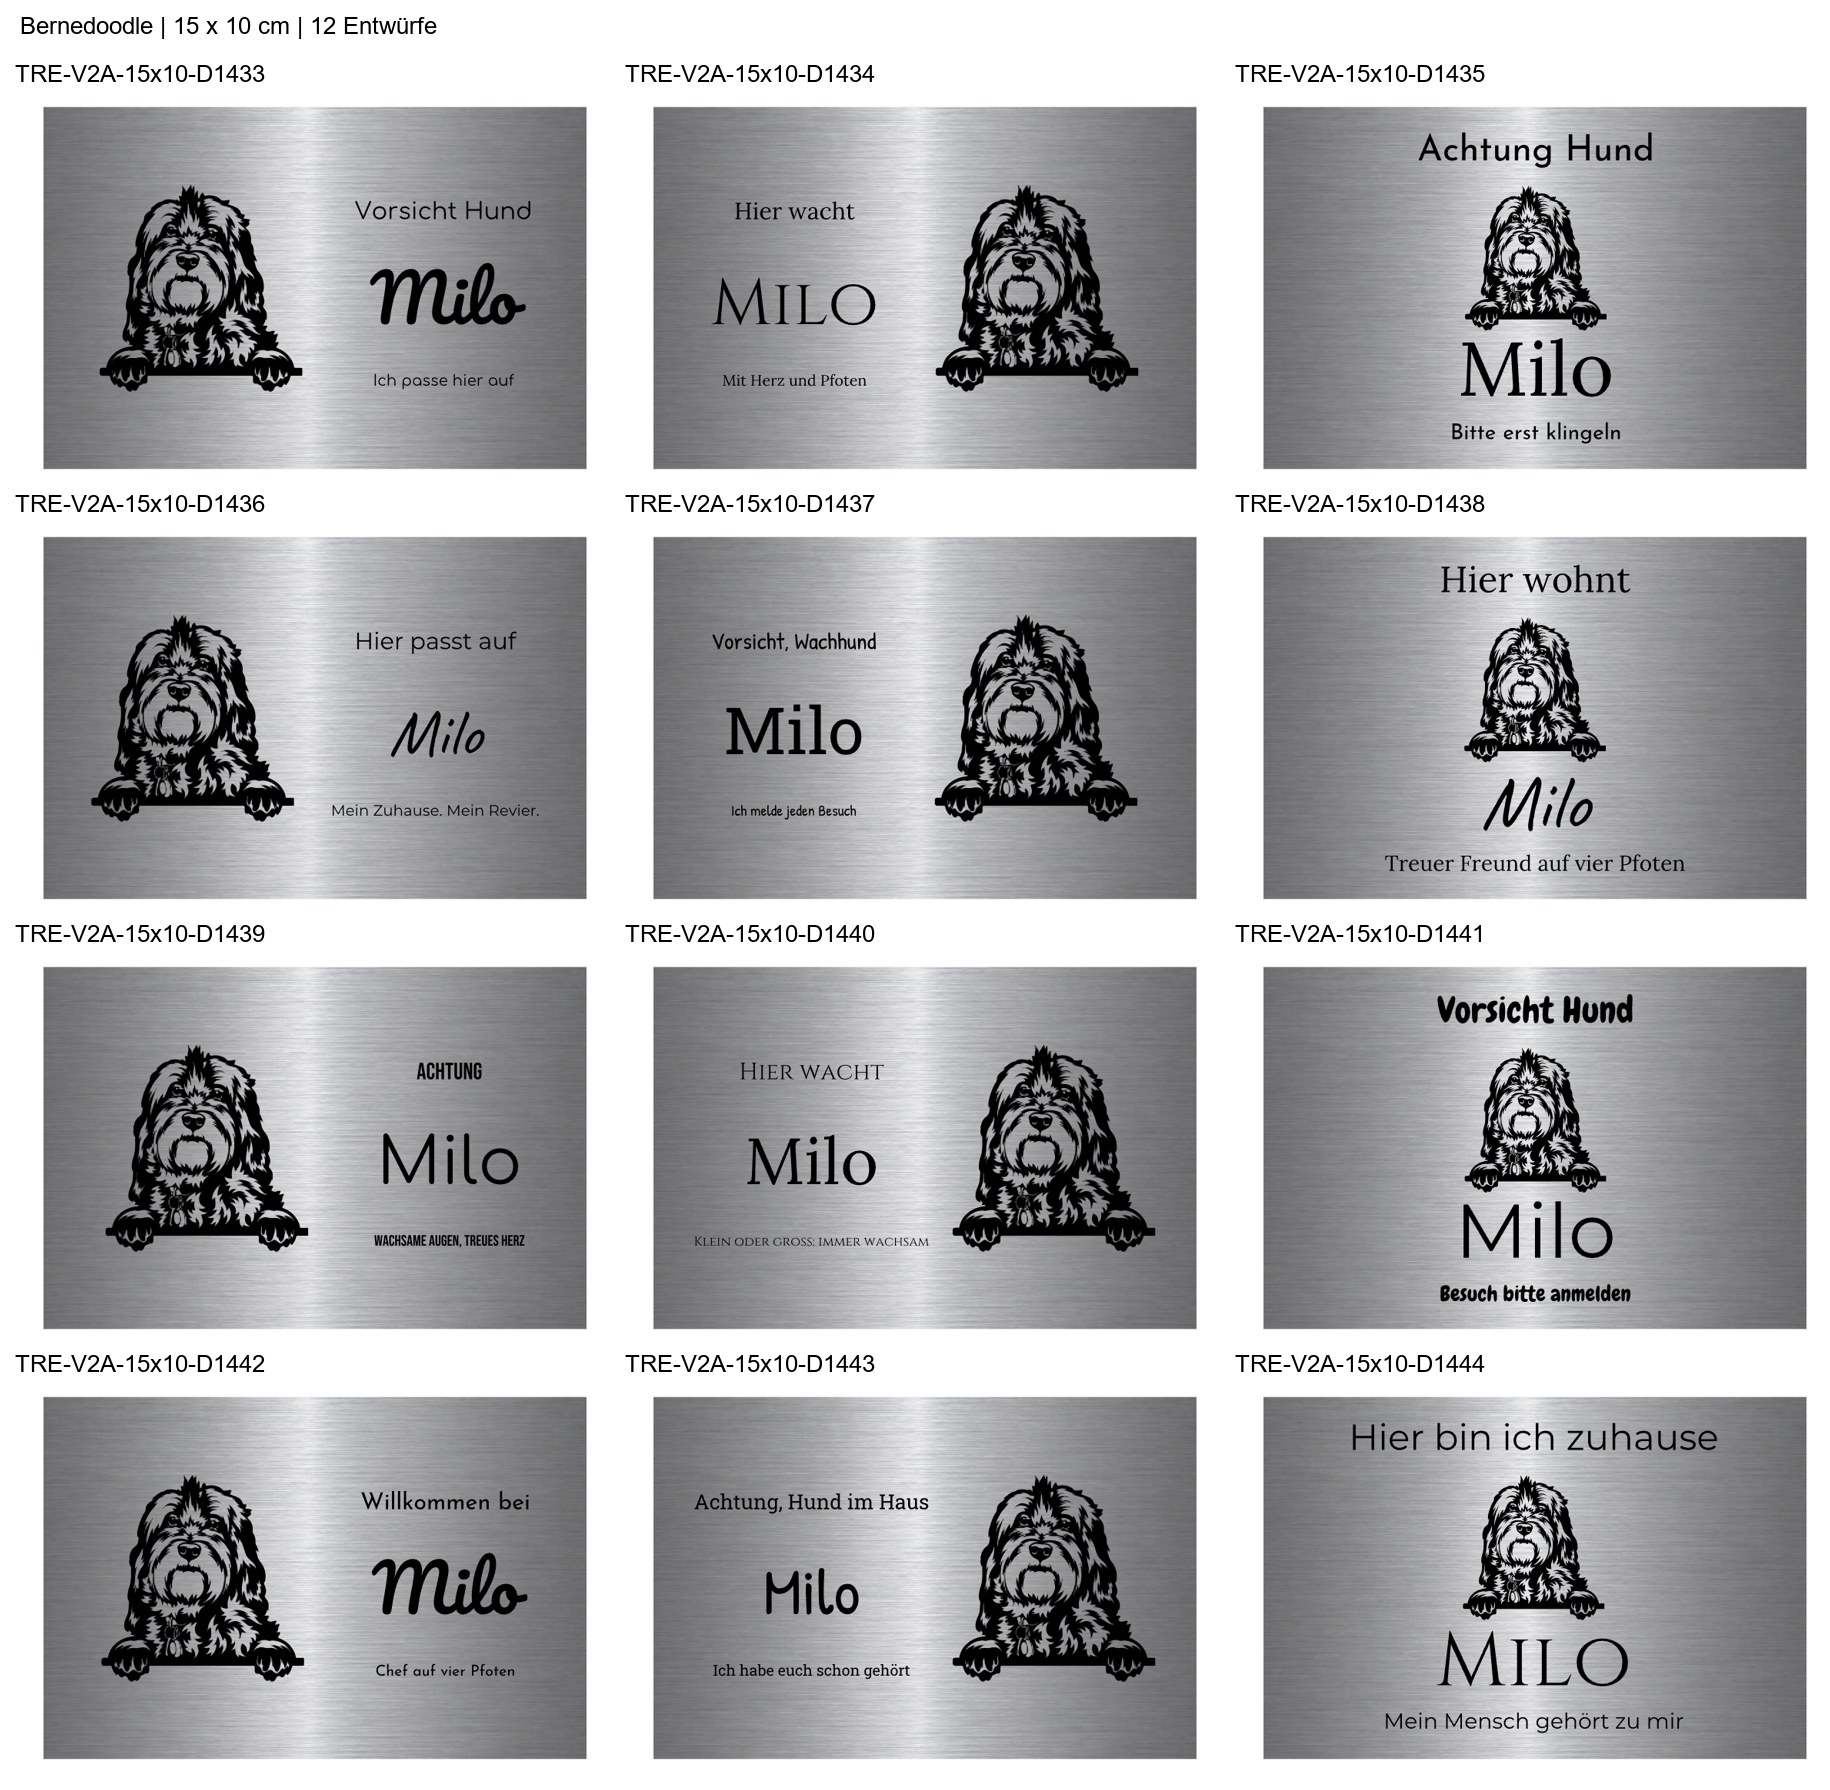 Bernedoodle | 15 x 10 cm | 12 Entwürfe
TRE-V2A-15x10-D1433
Vorsicht Hund
Milo
Ich passe hier auf
TRE-V2A-15x10-D1434
Hier wacht
MILO
Mit Herz und Pfoten
TRE-V2A-15x10-D1435
Achtung Hund
Milo
Bitte erst klingeln
TRE-V2A-15x10-D1436
Hier passt auf
Milo
Mein Zuhause. Mein Revier.
TRE-V2A-15x10-D1437
Vorsicht, Wachhund
Milo
Ich melde jeden Besuch
TRE-V2A-15x10-D1438
Hier wohnt
Milo
Treuer Freund auf vier Pfoten
TRE-V2A-15x10-D1439
ACHTUNG
Milo
WACHSAME AUGEN, TREUES HERZ
TRE-V2A-15x10-D1440
HIER WACHT
Milo
KLEIN ODER GROSS: IMMER WACHSAM
TRE-V2A-15x10-D1441
Vorsicht Hund
Milo
Besuch bitte anmelden
TRE-V2A-15x10-D1442
Willkommen bei
Milo
Chef auf vier Pfoten
TRE-V2A-15x10-D1443
Achtung, Hund im Haus
Milo
Ich habe euch schon gehört
TRE-V2A-15x10-D1444
Hier bin ich zuhause
MILO
Mein Mensch gehört zu mir